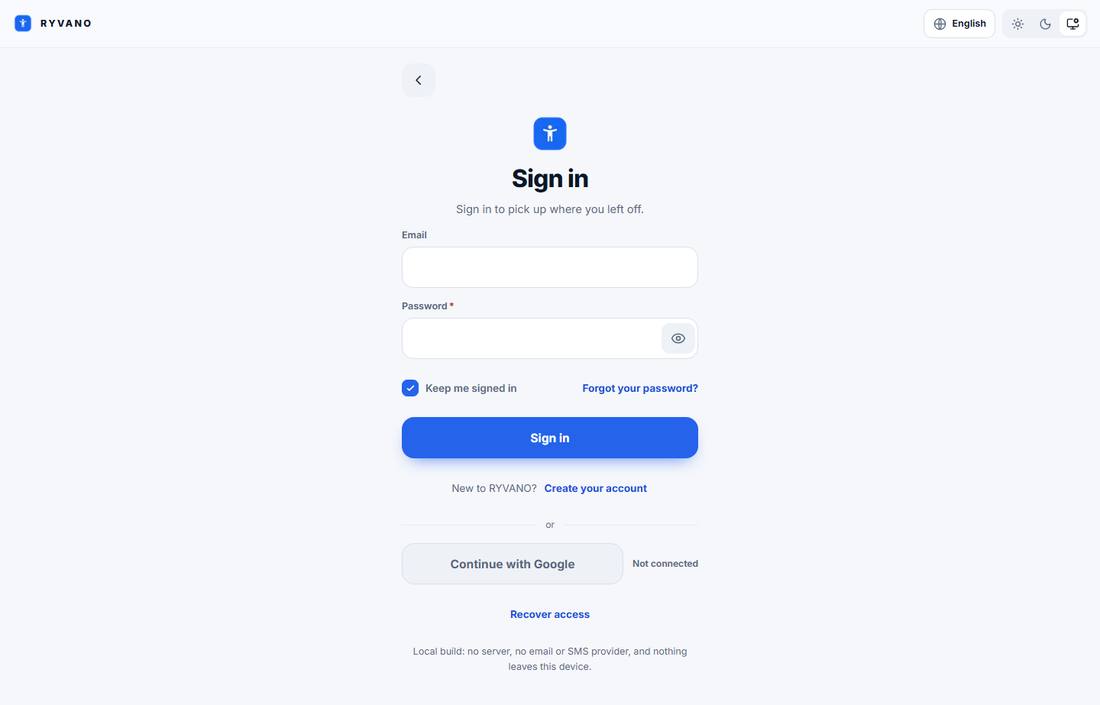 RYVANO
English
Sign in
Sign in to pick up where you left off.
Email
Password *
Keep me signed in
Forgot your password?
Sign in
New to RYVANO? Create your account
or
Continue with Google
Not connected
Recover access
Local build: no server, no email or SMS provider, and nothing
leaves this device.